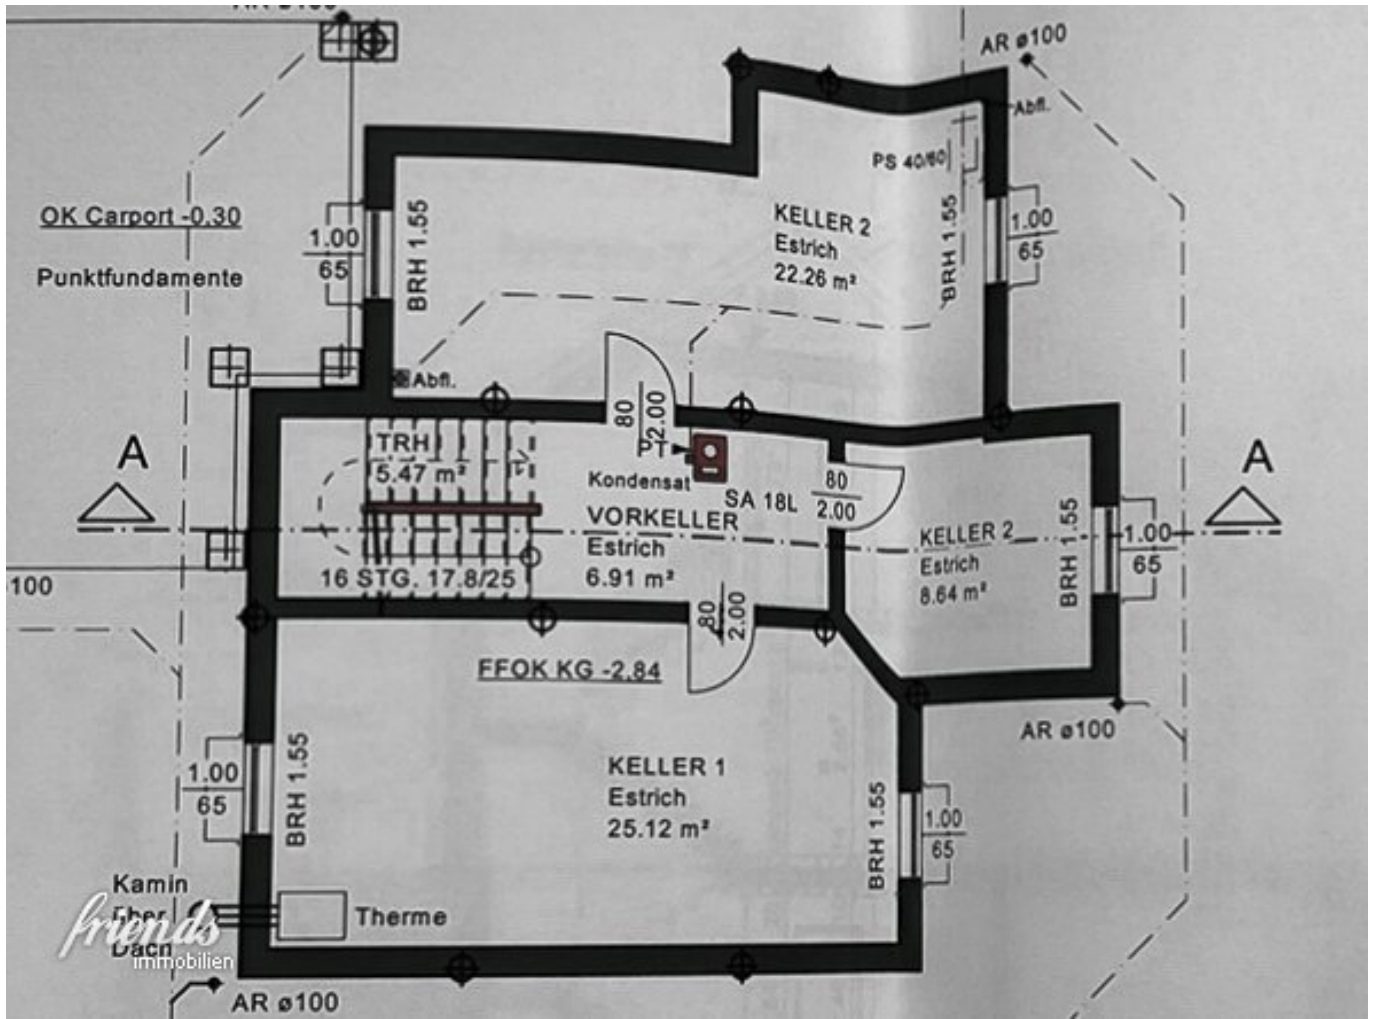 AR ø100
AR ø100
Abfl.
PS 40/60
OK Carport -0.30
Punktfundamente
1.00
65
BRH 1.55
KELLER 2
Estrich
22.26 m²
BRH 1.55
1.00
65
Abfl.
80
2.00
A
TRH
5.47 m²
PT
Kondensat
SA 18L
80
2.00
VORKELLER
Estrich
6.91 m²
16 STG. 17.8/25
KELLER 2
Estrich
8.64 m²
BRH 1.55
1.00
65
A
100
80
2.00
FFOK KG -2.84
AR ø100
1.00
65
BRH 1.55
KELLER 1
Estrich
25.12 m²
BRH 1.55
1.00
65
Kamin
über
Dach
Therme
friends
immobilien
AR ø100